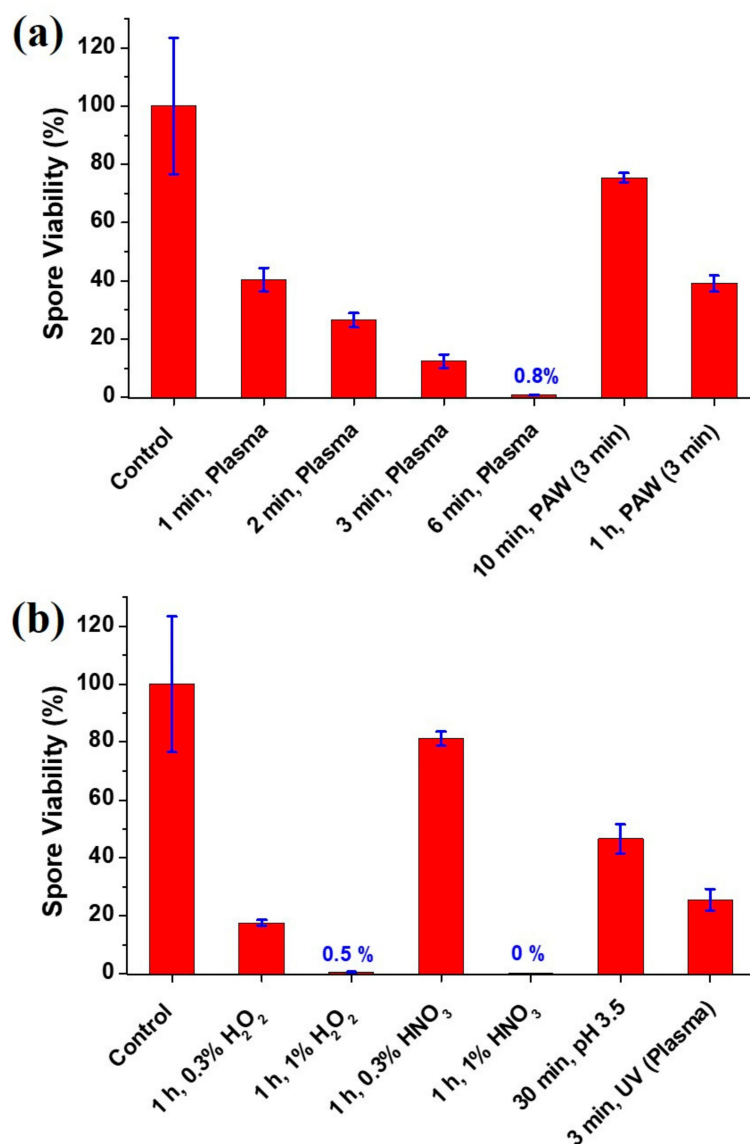 (a)
Spore Viability (%)
120
100
80
60
40
20
0
0.8%
Control
1 min, Plasma
2 min, Plasma
3 min, Plasma
6 min, Plasma
10 min, PAW (3 min)
1 h, PAW (3 min)
(b)
Spore Viability (%)
120
100
80
60
40
20
0
0.5 %
0 %
Control
1 h, 0.3% H₂O₂
1 h, 1% H₂O₂
1 h, 0.3% HNO₃
1 h, 1% HNO₃
30 min, pH 3.5
3 min, UV (Plasma)